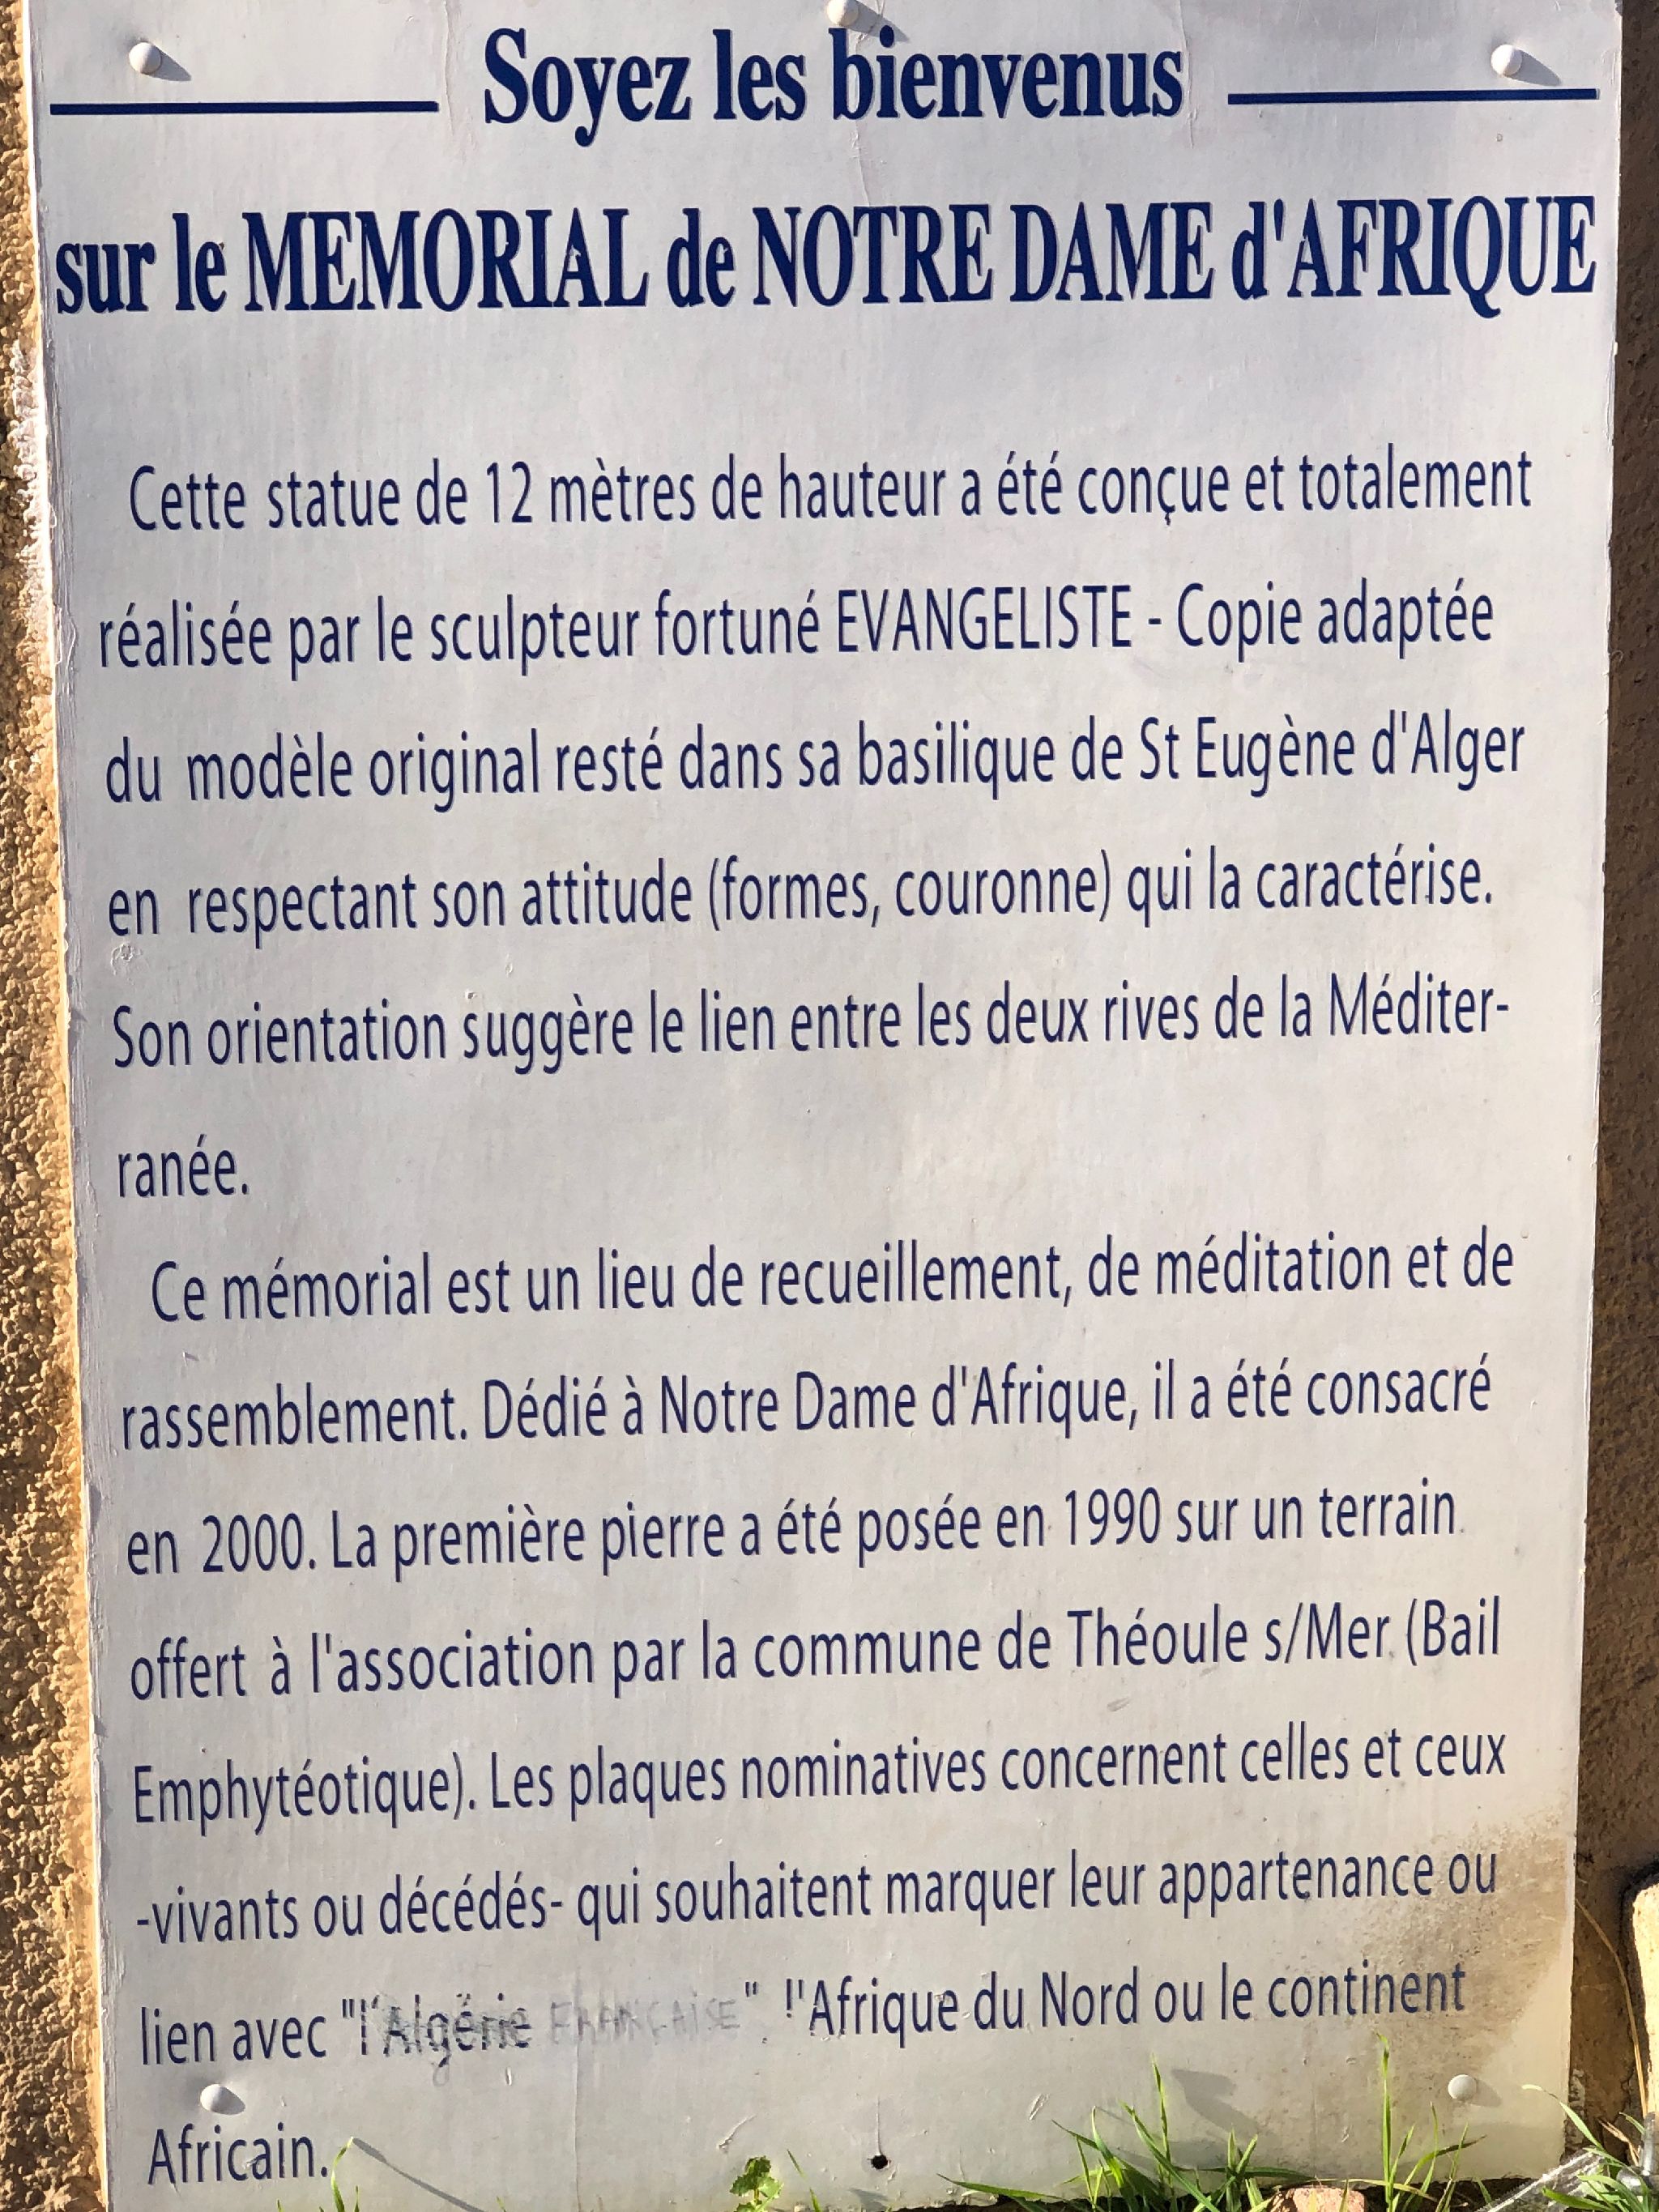 Soyez les bienvenus
sur le MEMORIAL de NOTRE DAME d'AFRIQUE
Cette statue de 12 mètres de hauteur a été conçue et totalement
réalisée par le sculpteur fortuné EVANGELISTE - Copie adaptée
du modèle original resté dans sa basilique de St Eugène d'Alger
en respectant son attitude (formes, couronne) qui la caractérise.
Son orientation suggère le lien entre les deux rives de la Méditer-
ranée.
Ce mémorial est un lieu de recueillement, de méditation et de
rassemblement. Dédié à Notre Dame d'Afrique, il a été consacré
en 2000. La première pierre a été posée en 1990 sur un terrain
offert à l'association par la commune de Théoule s/Mer (Bail
Emphytéotique). Les plaques nominatives concernent celles et ceux
-vivants ou décédés- qui souhaitent marquer leur appartenance ou
lien avec "l'Algérie FRANÇAISE", l'Afrique du Nord ou le continent
Africain.